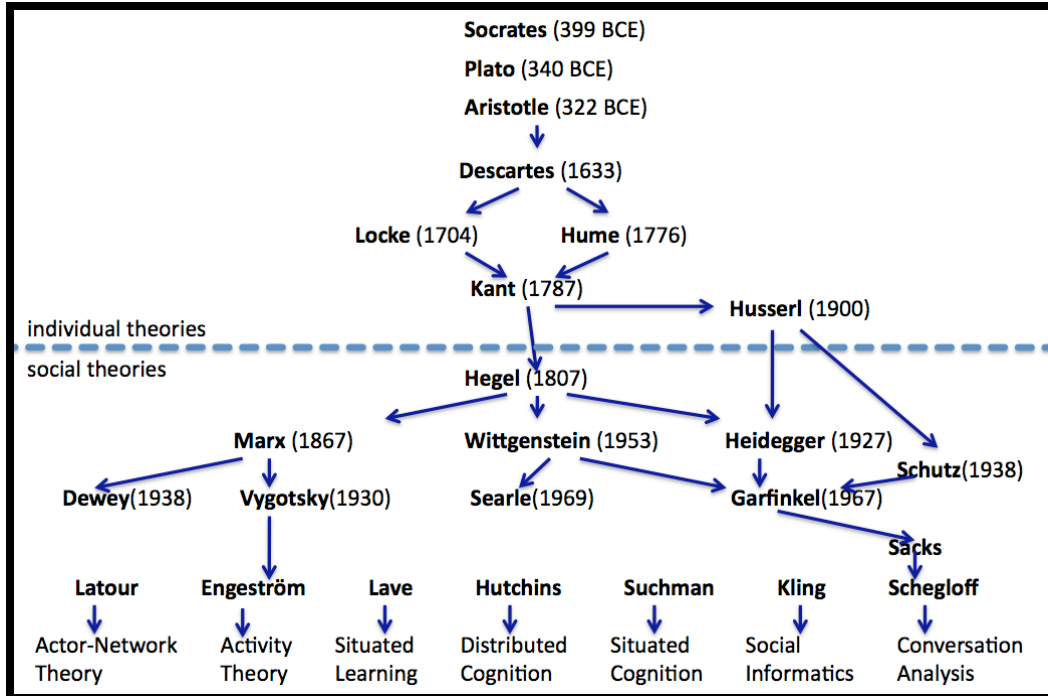 Socrates (399 BCE)
Plato (340 BCE)
Aristotle (322 BCE)
Descartes (1633)
Locke (1704)
Hume (1776)
Kant (1787)
Husserl (1900)
individual theories
social theories
Hegel (1807)
Marx (1867)
Wittgenstein (1953)
Heidegger (1927)
Schutz(1938)
Dewey(1938)
Vygotsky(1930)
Searle(1969)
Garfinkel(1967)
Sacks
Latour
Engeström
Lave
Hutchins
Suchman
Kling
Schegloff
Actor-Network
Theory
Activity
Theory
Situated
Learning
Distributed
Cognition
Situated
Cognition
Social
Informatics
Conversation
Analysis